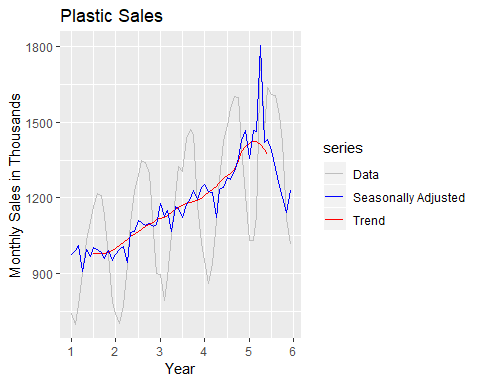 Plastic Sales
Monthly Sales in Thousands
1800
1500
1200
900
1 2 3 4 5 6
Year
series
Data
Seasonally Adjusted
Trend